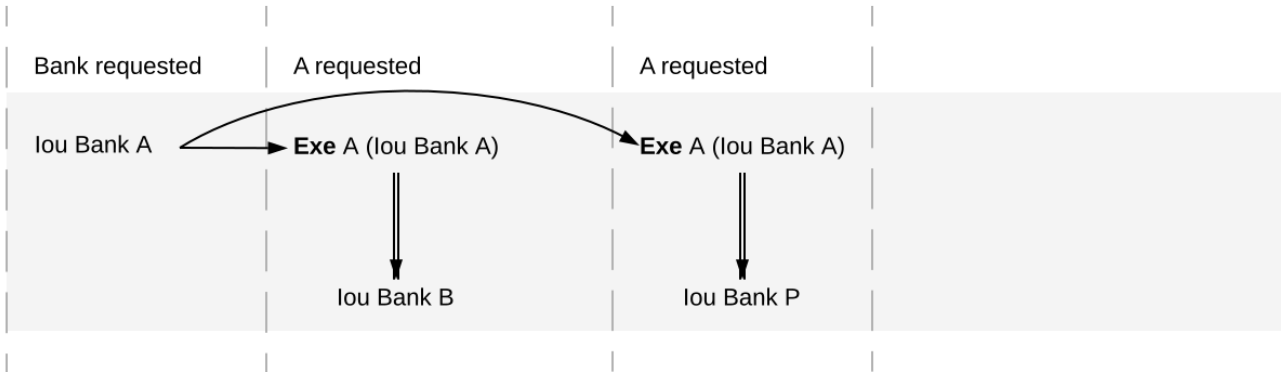 Bank requested
A requested
A requested
Iou Bank A
Exe A (Iou Bank A)
Exe A (Iou Bank A)
Iou Bank B
Iou Bank P